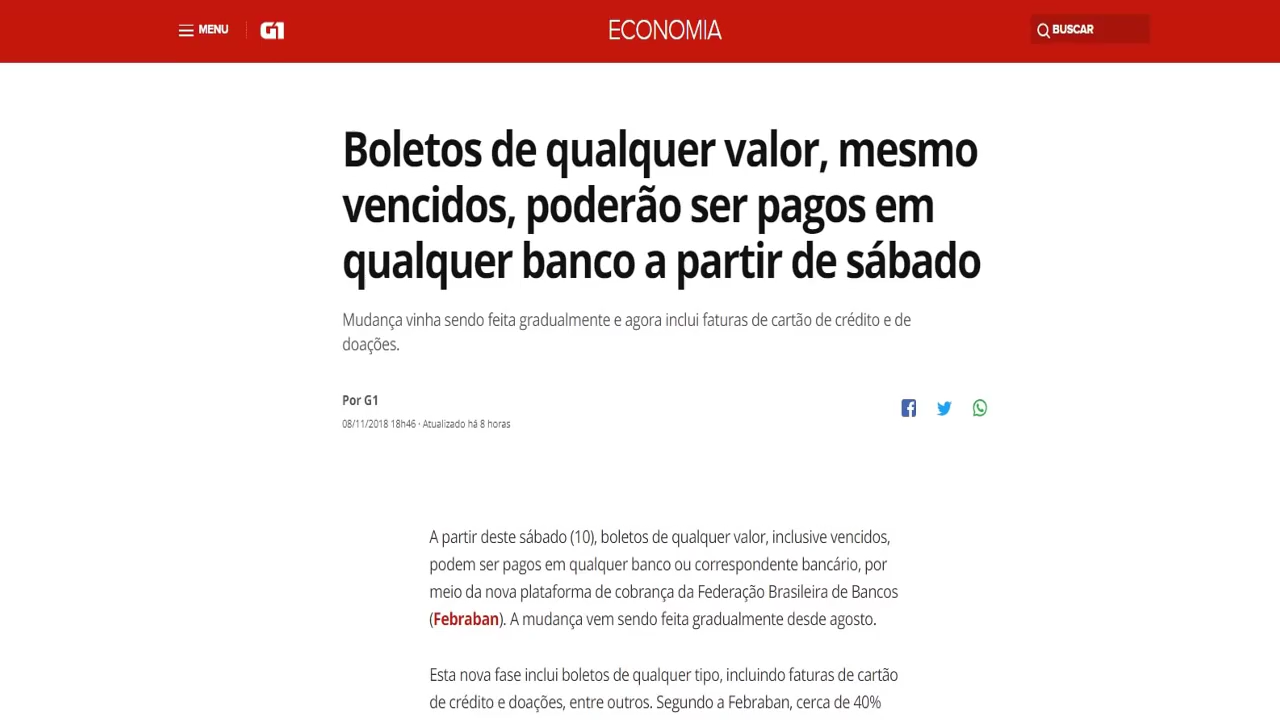 MENU
G1
ECONOMIA
BUSCAR
Boletos de qualquer valor, mesmo
vencidos, poderão ser pagos em
qualquer banco a partir de sábado
Mudança vinha sendo feita gradualmente e agora inclui faturas de cartão de crédito e de
doações.
Por G1
08/11/2018 18h46 · Atualizado há 8 horas
A partir deste sábado (10), boletos de qualquer valor, inclusive vencidos,
podem ser pagos em qualquer banco ou correspondente bancário, por
meio da nova plataforma de cobrança da Federação Brasileira de Bancos
(Febraban). A mudança vem sendo feita gradualmente desde agosto.
Esta nova fase inclui boletos de qualquer tipo, incluindo faturas de cartão
de crédito e doações, entre outros. Segundo a Febraban, cerca de 40%